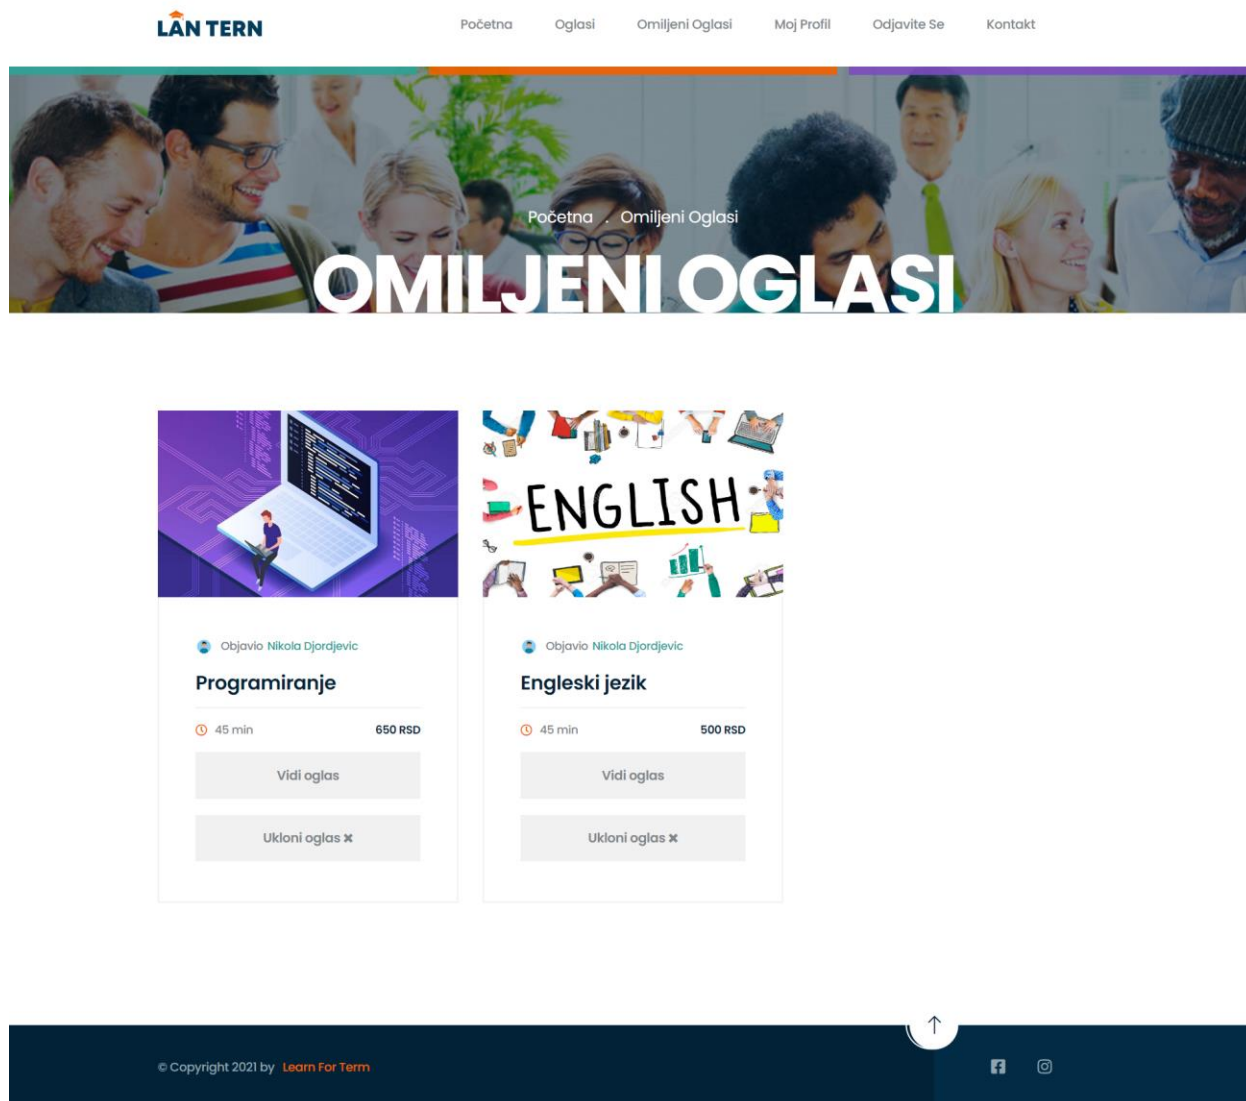 LAN TERN
Početna Oglasi Omiljeni Oglasi Moj Profil Odjavite Se Kontakt
Početna . Omiljeni Oglasi
OMILJENI OGLASI
ENGLISH
Objavio Nikola Djordjevic
Programiranje
45 min 650 RSD
Vidi oglas
Ukloni oglas ✖
Objavio Nikola Djordjevic
Engleski jezik
45 min 500 RSD
Vidi oglas
Ukloni oglas ✖
© Copyright 2021 by Learn For Term